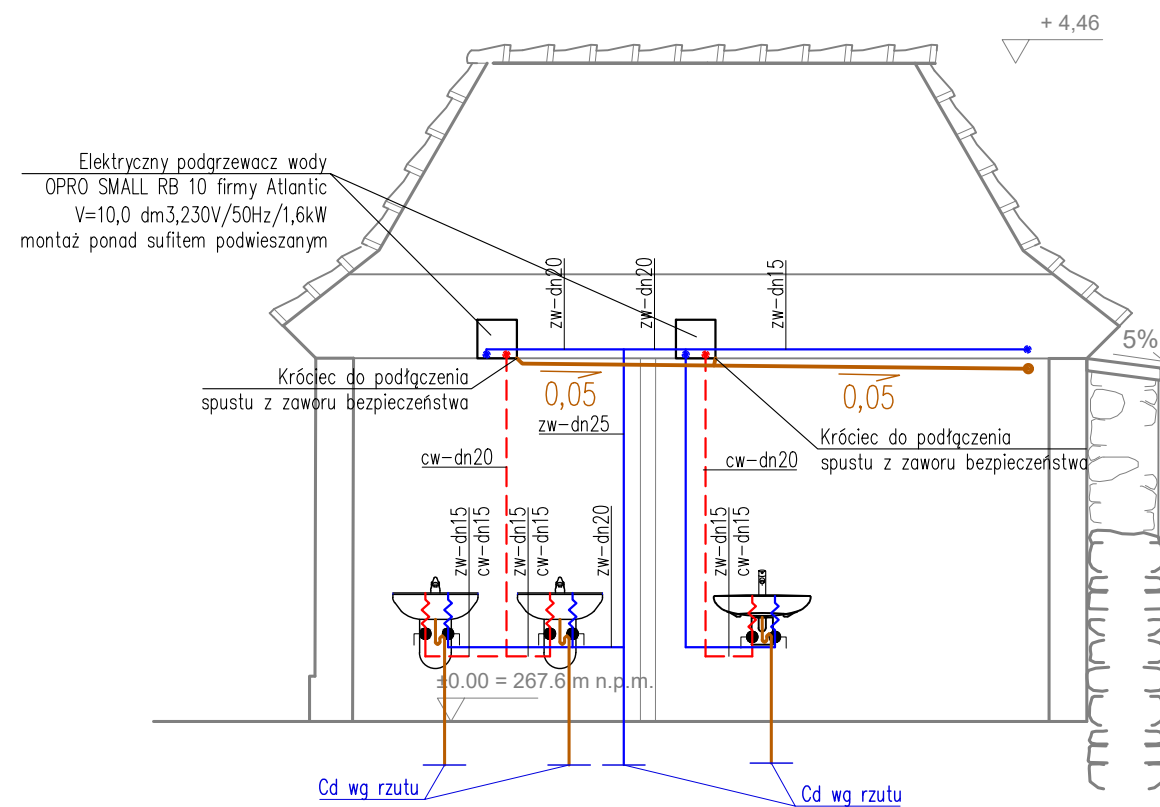 + 4,46
Elektryczny podgrzewacz wody
OPRO SMALL RB 10 firmy Atlantic
V=10,0 dm3,230V/50Hz/1,6kW
montaż ponad sufitem podwieszanym
zw-dn20
zw-dn20
zw-dn15
5%
Króciec do podłączenia
spustu z zaworu bezpieczeństwa
0,05
0,05
zw-dn25
Króciec do podłączenia
spustu z zaworu bezpieczeństwa
cw-dn20
cw-dn20
zw-dn15
cw-dn15
zw-dn15
cw-dn15
zw-dn20
zw-dn15
cw-dn15
±0.00 = 267.6 m n.p.m.
Cd wg rzutu
Cd wg rzutu